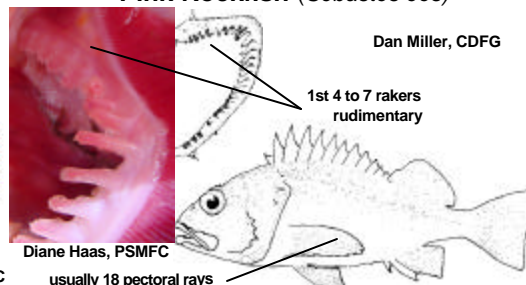 Dan Miller, CDFG
1st 4 to 7 rakers
rudimentary
Diane Haas, PSMFC
usually 18 pectoral rays